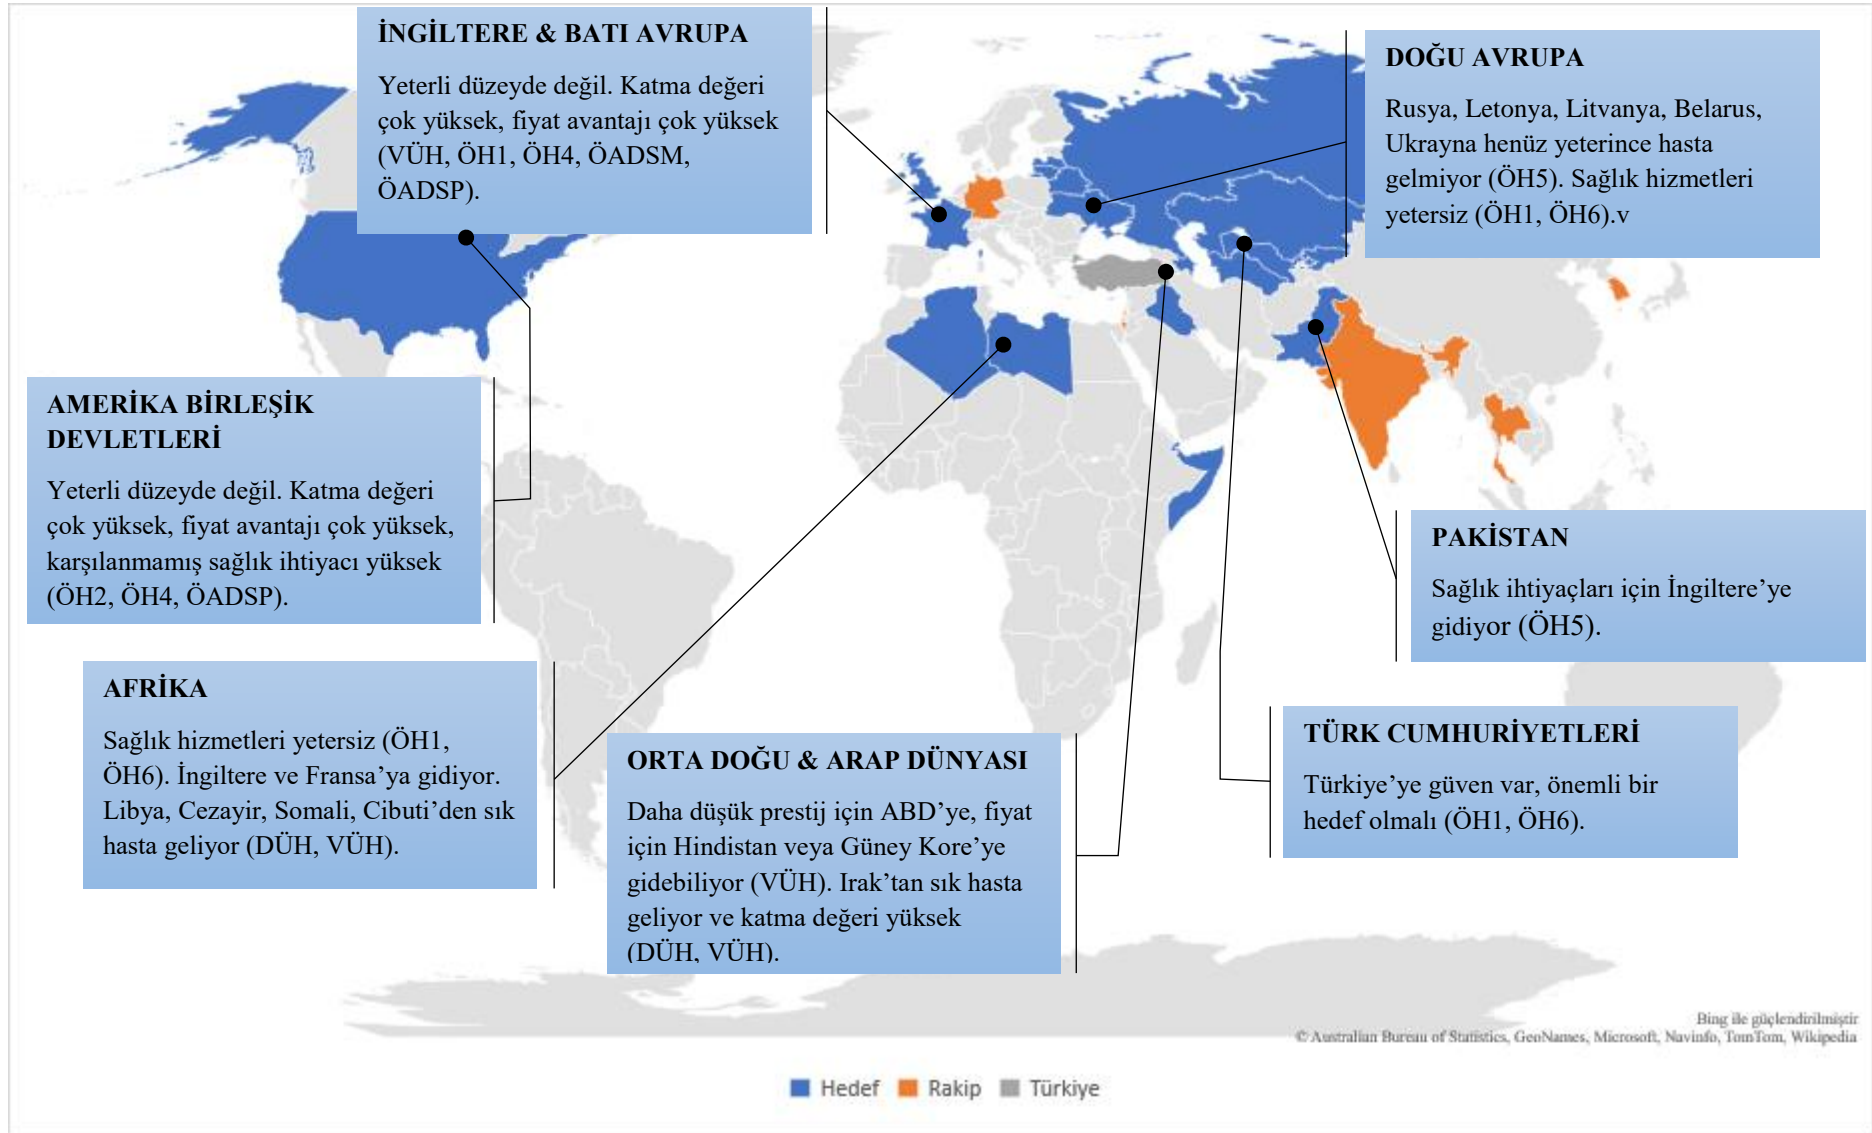 İNGİLTERE & BATI AVRUPA
Yeterli düzeyde değil. Katma değeri
çok yüksek, fiyat avantajı çok yüksek
(VÜH, ÖH1, ÖH4, ÖADSM,
ÖADSP).
DOĞU AVRUPA
Rusya, Letonya, Litvanya, Belarus,
Ukrayna henüz yeterince hasta
gelmiyor (ÖH5). Sağlık hizmetleri
yetersiz (ÖH1, ÖH6).v
AMERİKA BİRLEŞİK
DEVLETLERİ
Yeterli düzeyde değil. Katma değeri
çok yüksek, fiyat avantajı çok yüksek,
karşılanmamış sağlık ihtiyacı yüksek
(ÖH2, ÖH4, ÖADSP).
PAKİSTAN
Sağlık ihtiyaçları için İngiltere’ye
gidiyor (ÖH5).
AFRİKA
Sağlık hizmetleri yetersiz (ÖH1,
ÖH6). İngiltere ve Fransa’ya gidiyor.
Libya, Cezayir, Somali, Cibuti’den sık
hasta geliyor (DÜH, VÜH).
ORTA DOĞU & ARAP DÜNYASI
Daha düşük prestij için ABD’ye, fiyat
için Hindistan veya Güney Kore’ye
gidebiliyor (VÜH). Irak’tan sık hasta
geliyor ve katma değeri yüksek
(DÜH, VÜH).
TÜRK CUMHURİYETLERİ
Türkiye’ye güven var, önemli bir
hedef olmalı (ÖH1, ÖH6).
Bing ile güçlendirilmiştir
© Australian Bureau of Statistics, GeoNames, Microsoft, Navinfo, TomTom, Wikipedia
Hedef Rakip Türkiye